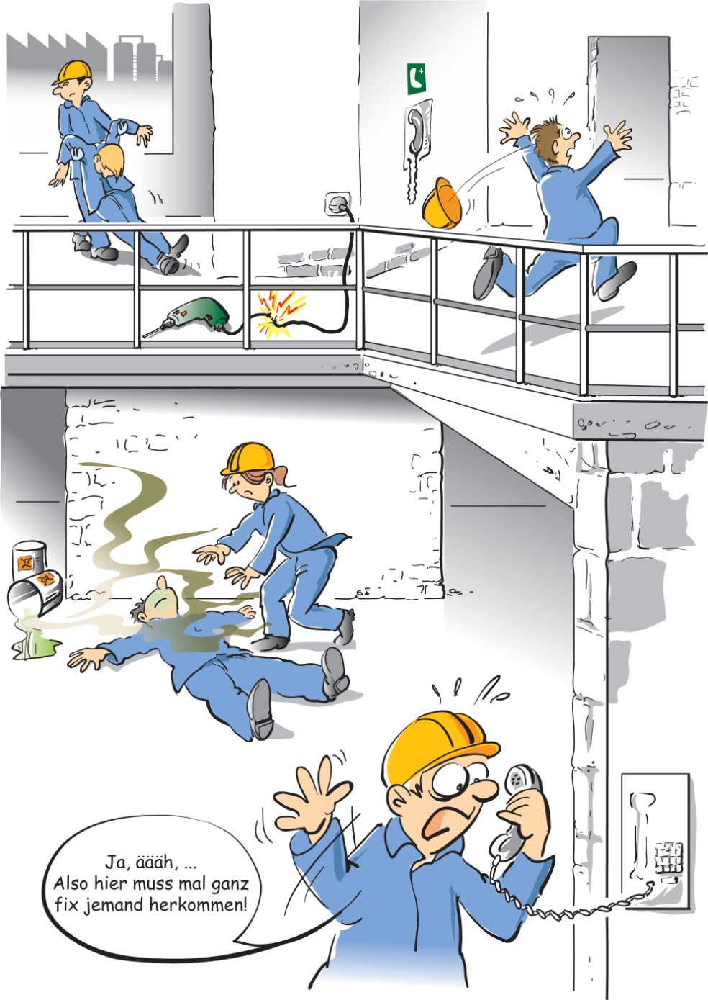 Ja, äääh, ...
Also hier muss mal ganz
fix jemand herkommen!